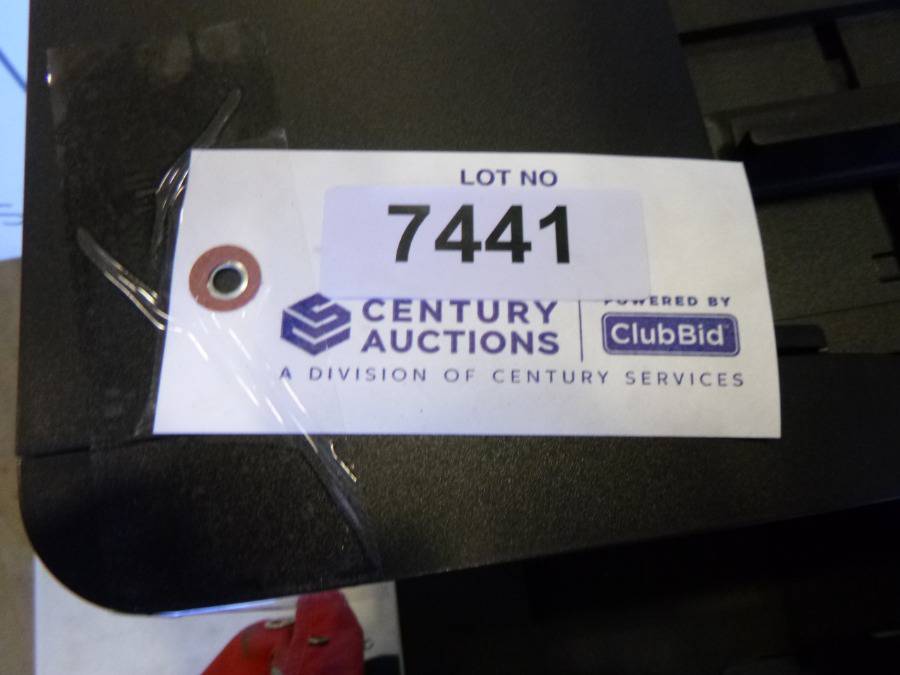 LOT NO
7441
CENTURY
AUCTIONS
POWERED BY
ClubBid
A DIVISION OF CENTURY SERVICES